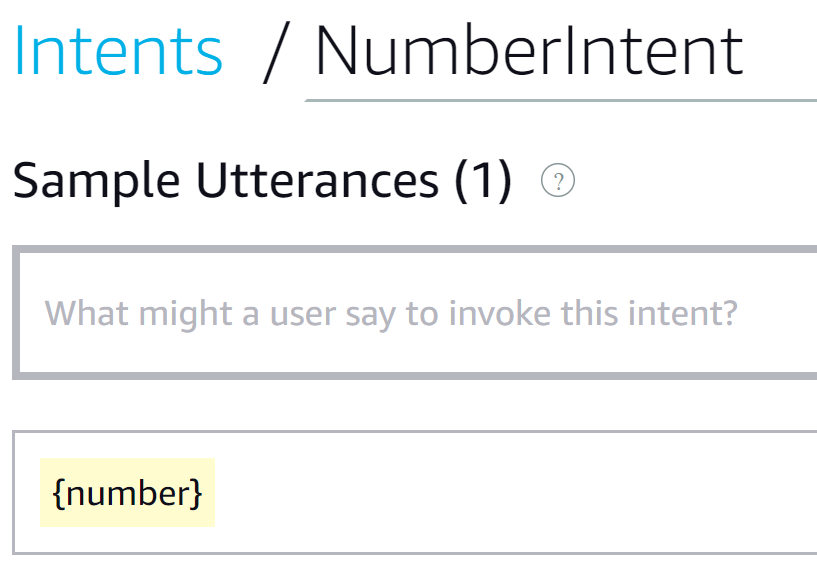 Intents / NumberIntent
Sample Utterances (1) ?
What might a user say to invoke this intent?
{number}